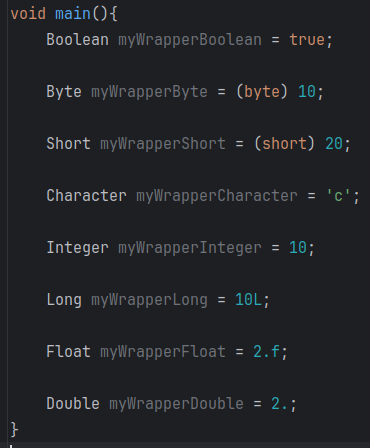 void main(){
Boolean myWrapperBoolean = true;
Byte myWrapperByte = (byte) 10;
Short myWrapperShort = (short) 20;
Character myWrapperCharacter = 'c';
Integer myWrapperInteger = 10;
Long myWrapperLong = 10L;
Float myWrapperFloat = 2.f;
Double myWrapperDouble = 2.;
}